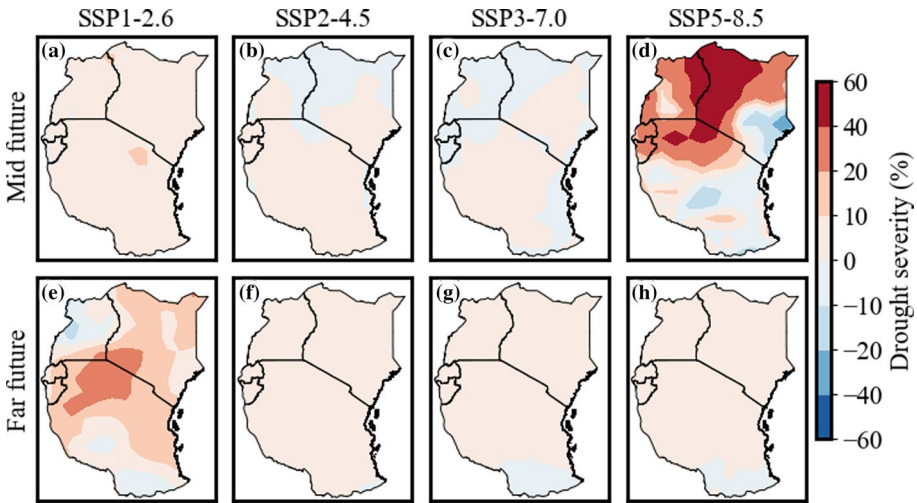 SSP1-2.6 SSP2-4.5 SSP3-7.0 SSP5-8.5
Mid future
(a) (b) (c) (d)
Far future
(e) (f) (g) (h)
60
40
20
10
0
−10
−20
−40
−60
Drought severity (%)